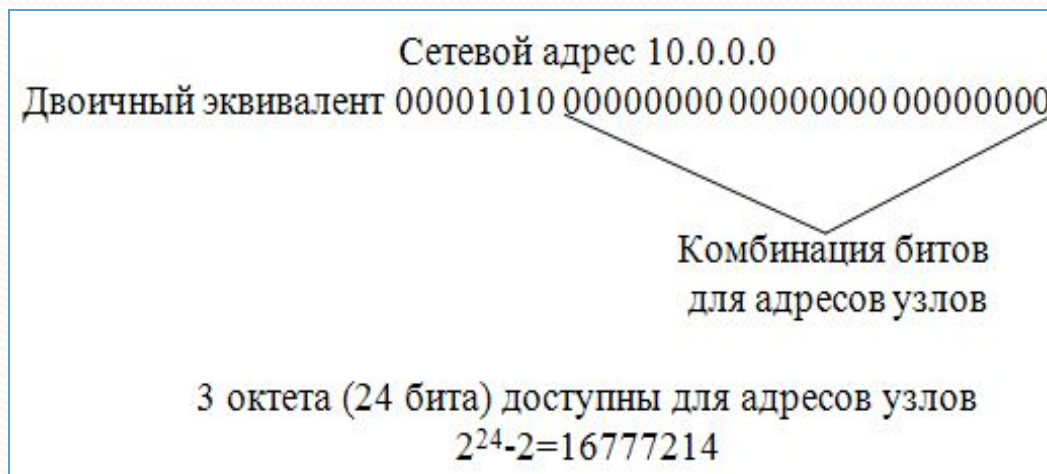 Сетевой адрес 10.0.0.0
Двоичный эквивалент 00001010 00000000 00000000 00000000
Комбинация битов
для адресов узлов
3 октета (24 бита) доступны для адресов узлов
2²⁴-2=16777214